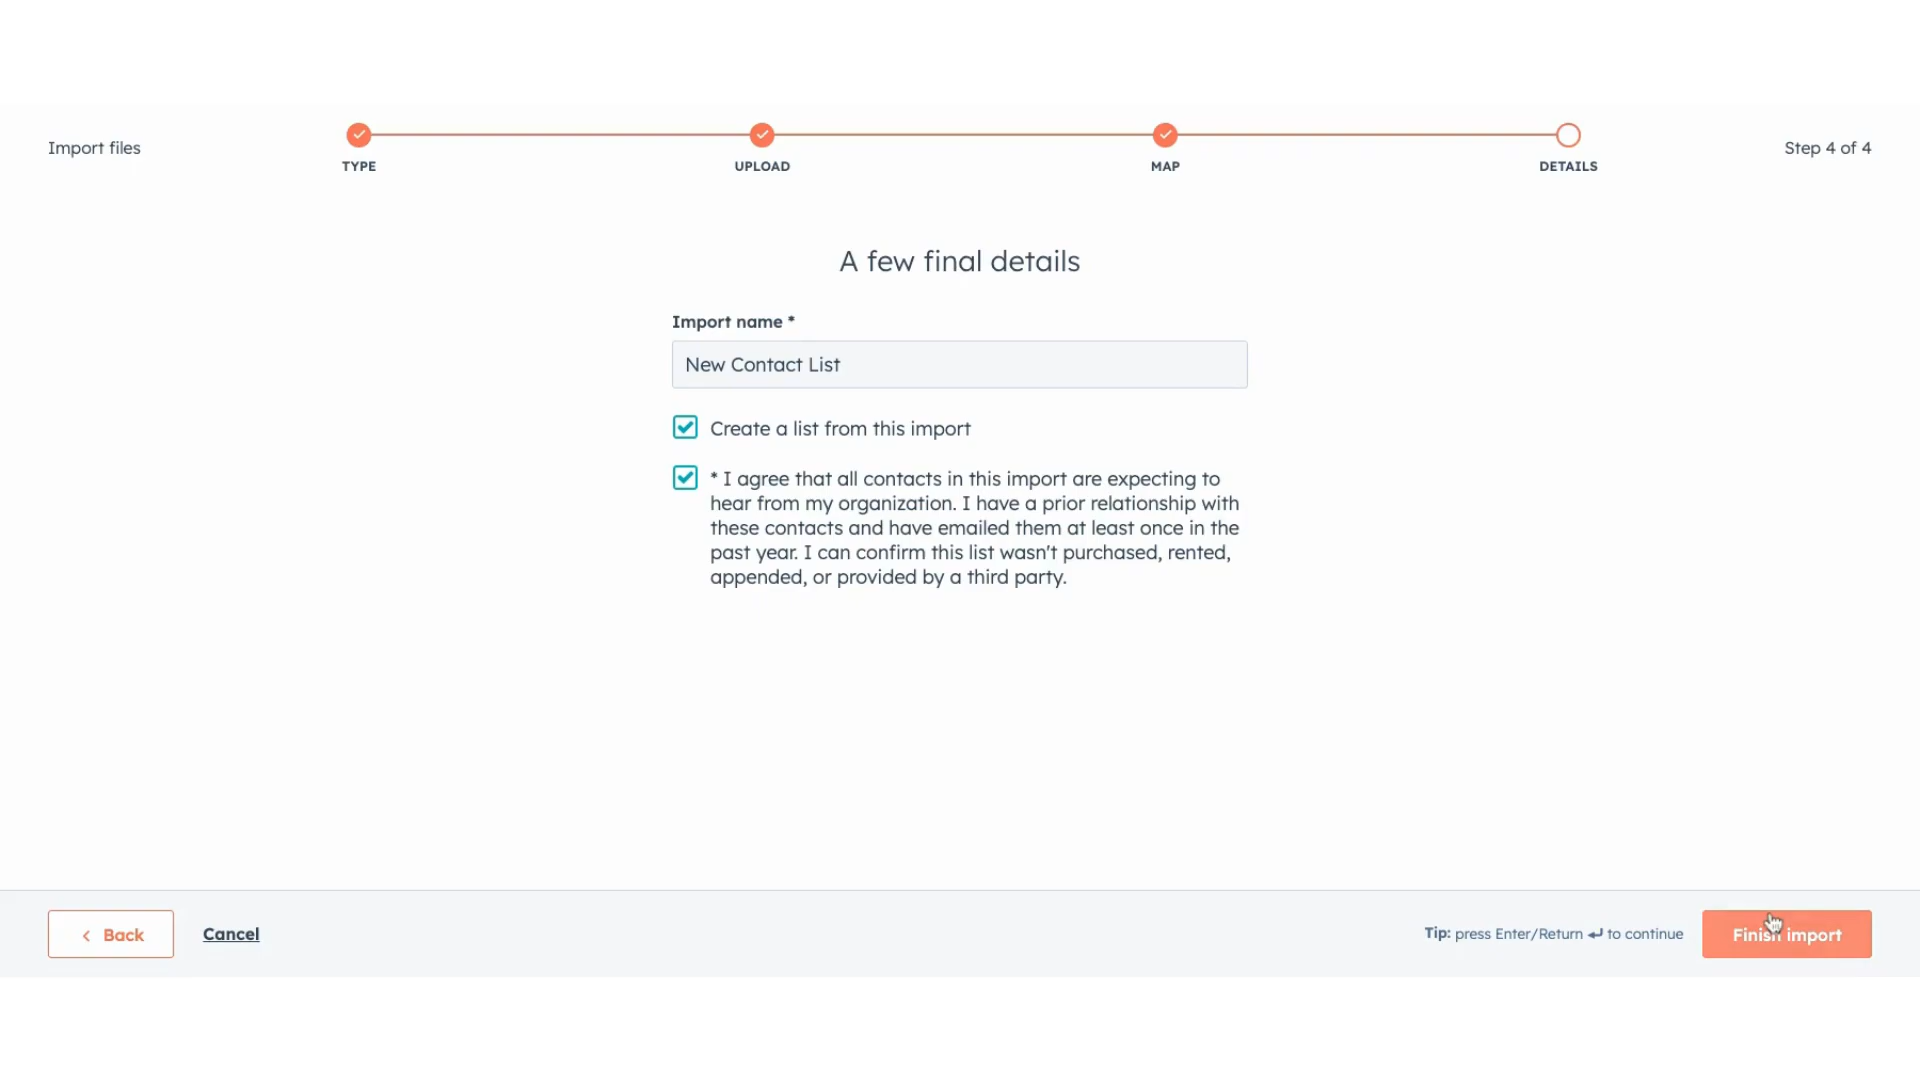 Import files
TYPE
UPLOAD
MAP
DETAILS
Step 4 of 4
A few final details
Import name *
New Contact List
Create a list from this import
* I agree that all contacts in this import are expecting to
hear from my organization. I have a prior relationship with
these contacts and have emailed them at least once in the
past year. I can confirm this list wasn't purchased, rented,
appended, or provided by a third party.
Back
Cancel
Tip: press Enter/Return ↵ to continue
Finish import